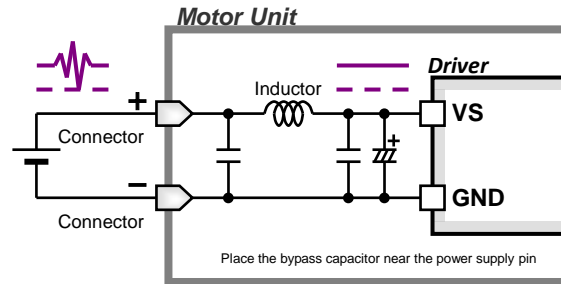 Motor Unit
Driver
Inductor
+
VS
Connector
+
−
GND
Connector
Place the bypass capacitor near the power supply pin